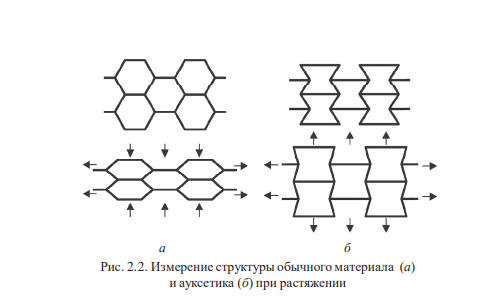 а б
Рис. 2.2. Измерение структуры обычного материала (а)
и ауксетика (б) при растяжении